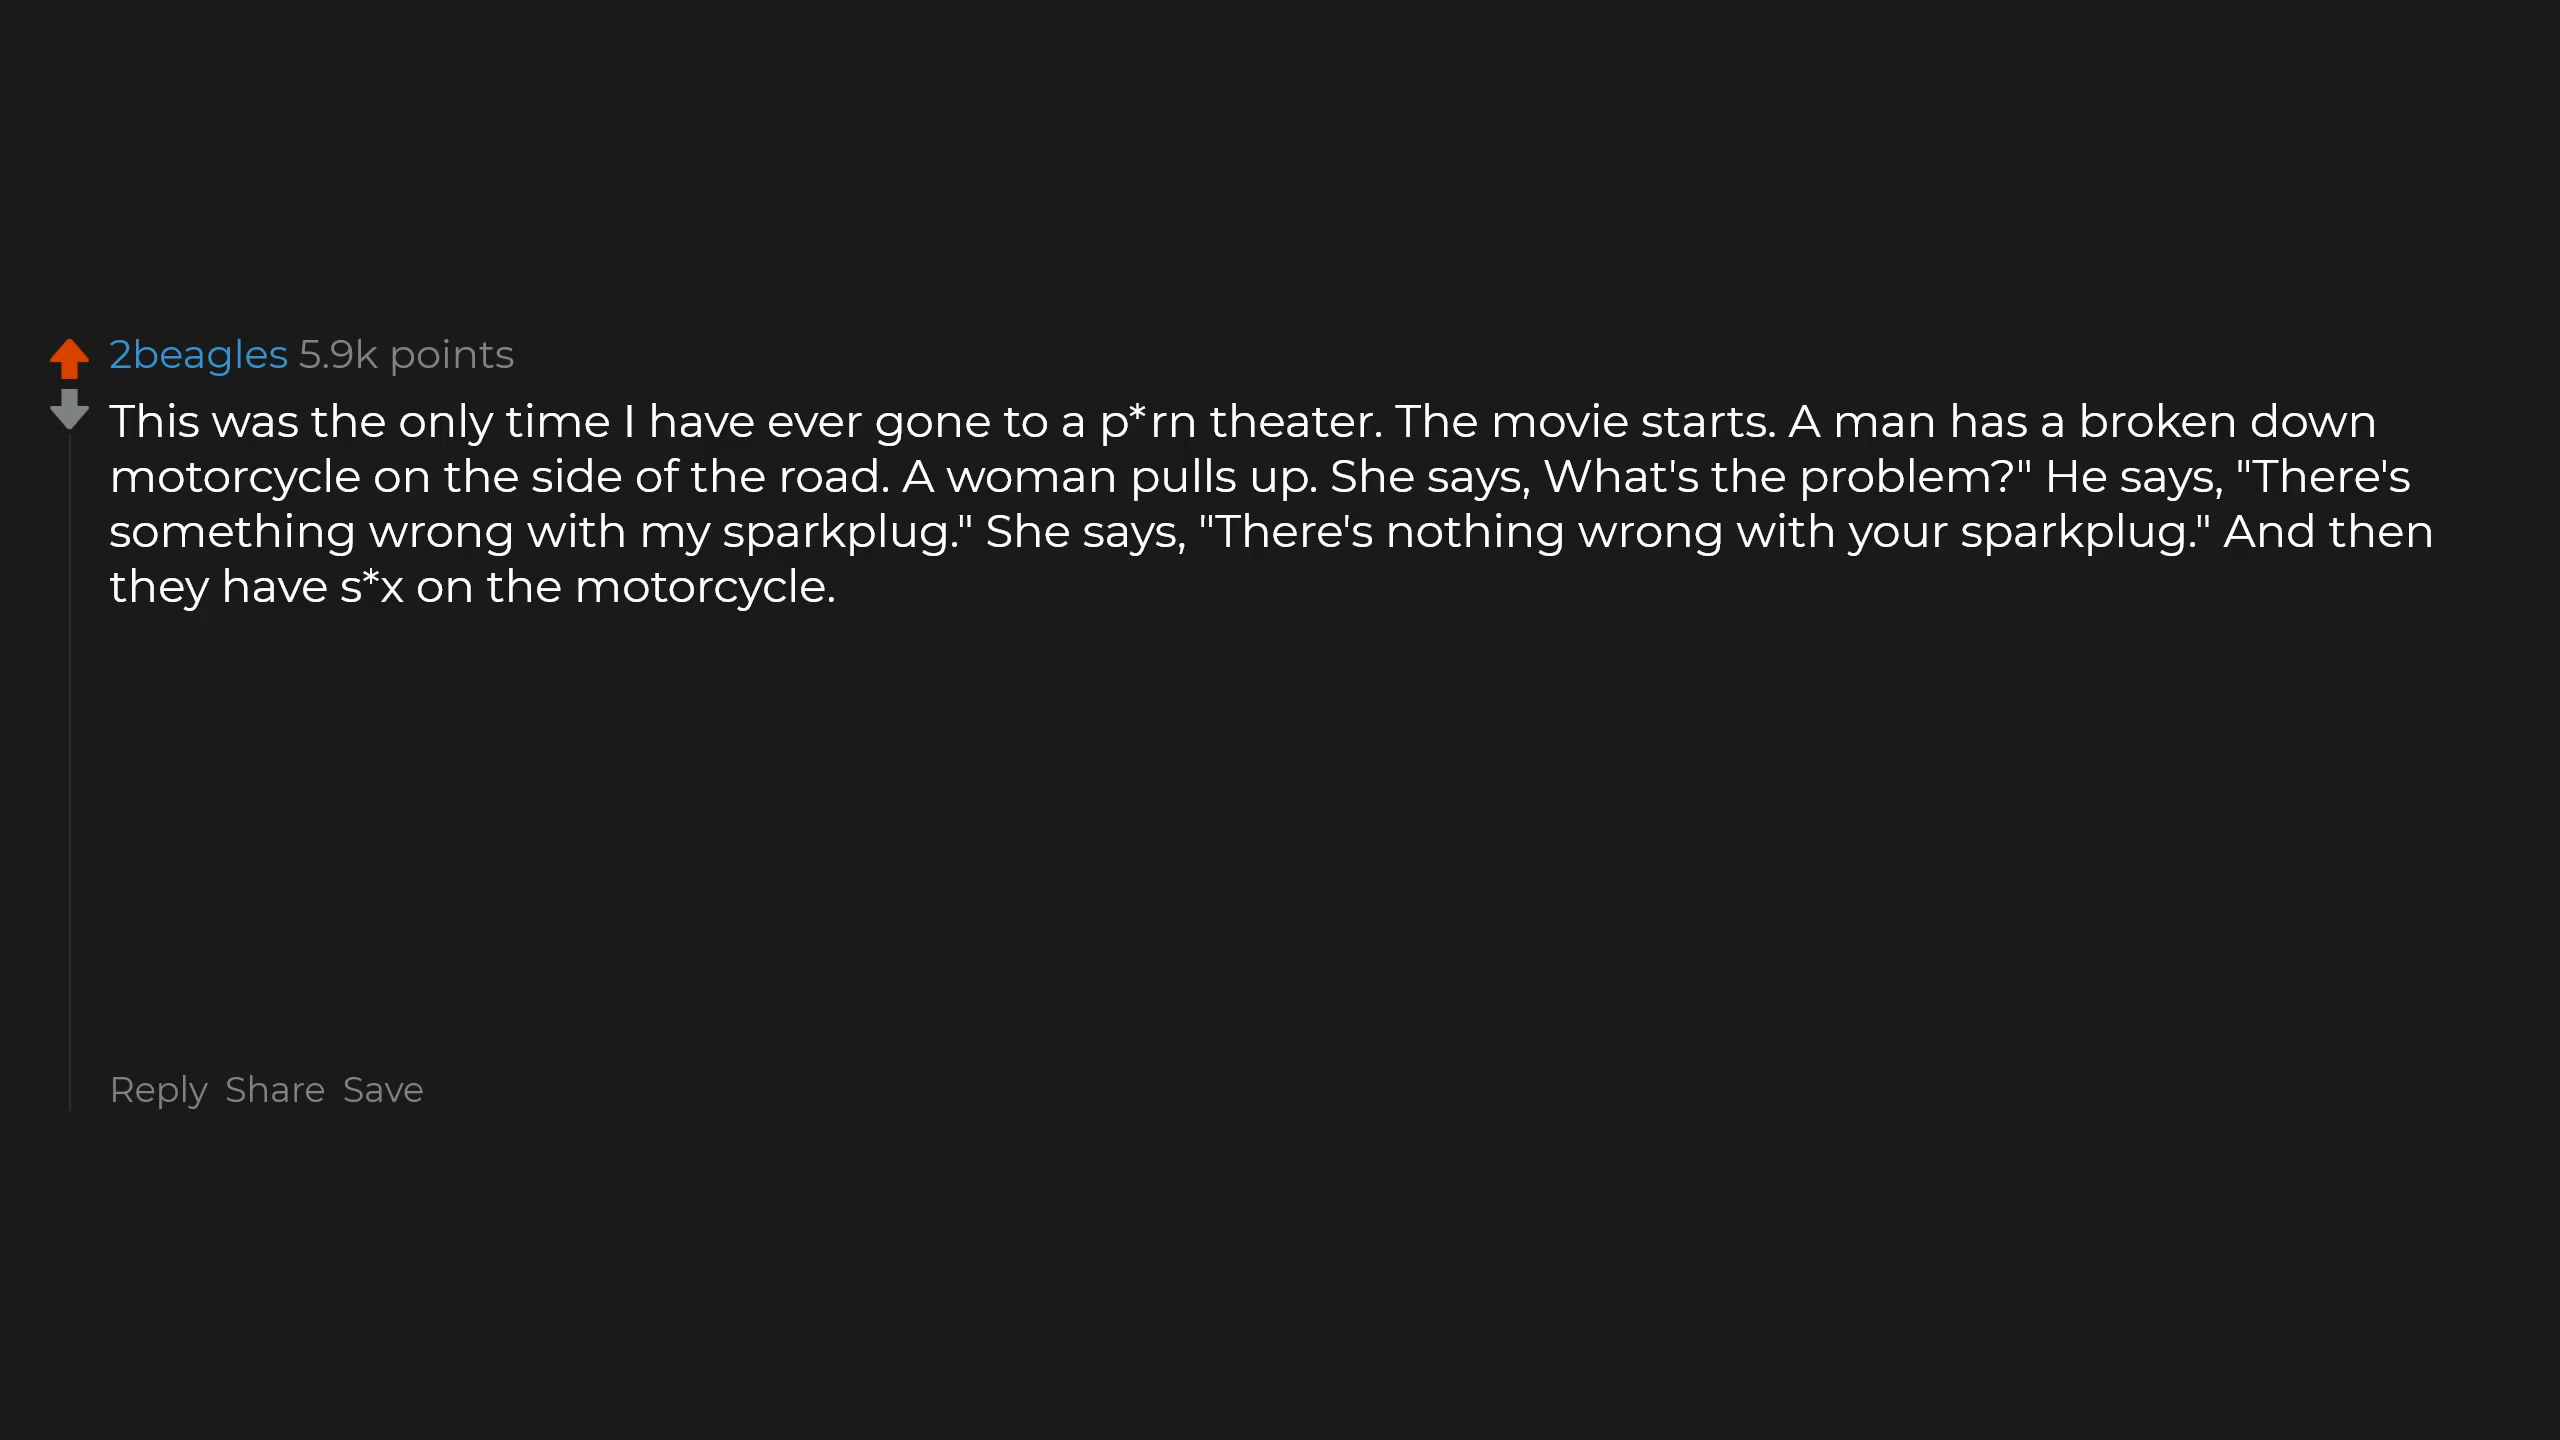 2beagles 5.9k points
This was the only time I have ever gone to a p*rn theater. The movie starts. A man has a broken down
motorcycle on the side of the road. A woman pulls up. She says, What's the problem?" He says, "There's
something wrong with my sparkplug." She says, "There's nothing wrong with your sparkplug." And then
they have s*x on the motorcycle.
Reply Share Save